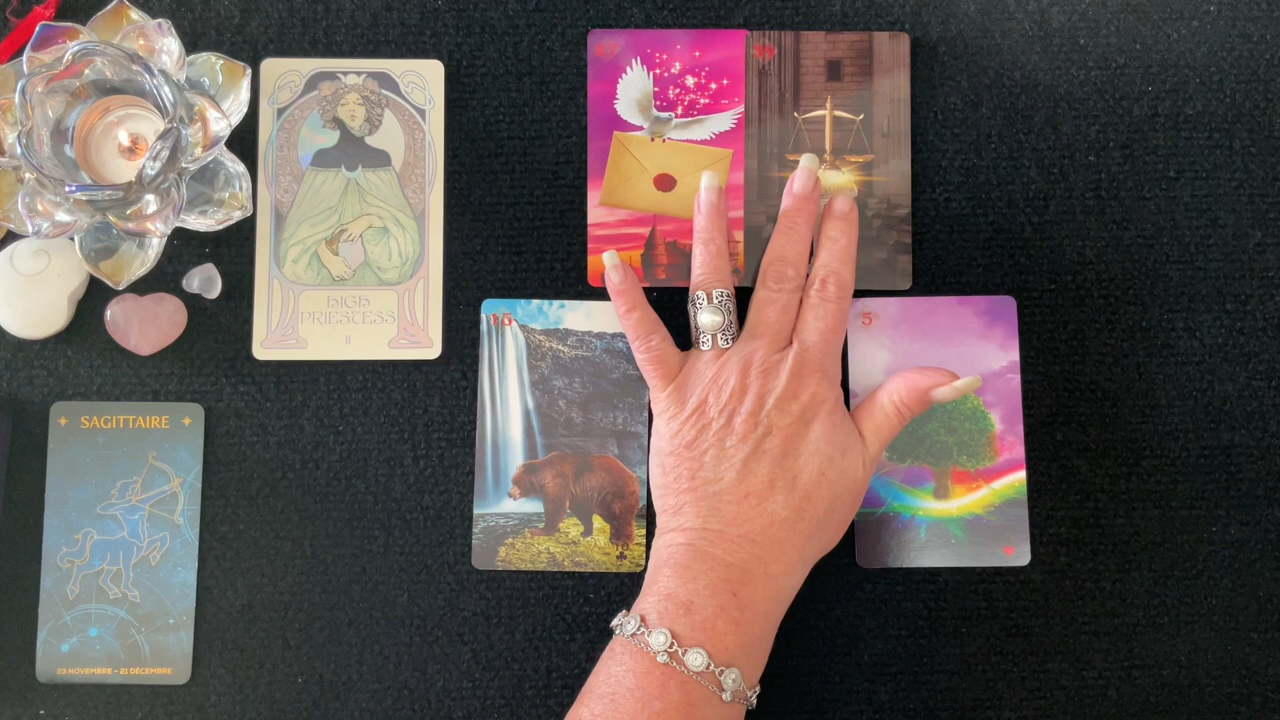 HIGH
PRIESTESS
II
SAGITTAIRE
23 NOVEMBRE - 21 DÉCEMBRE
15
5